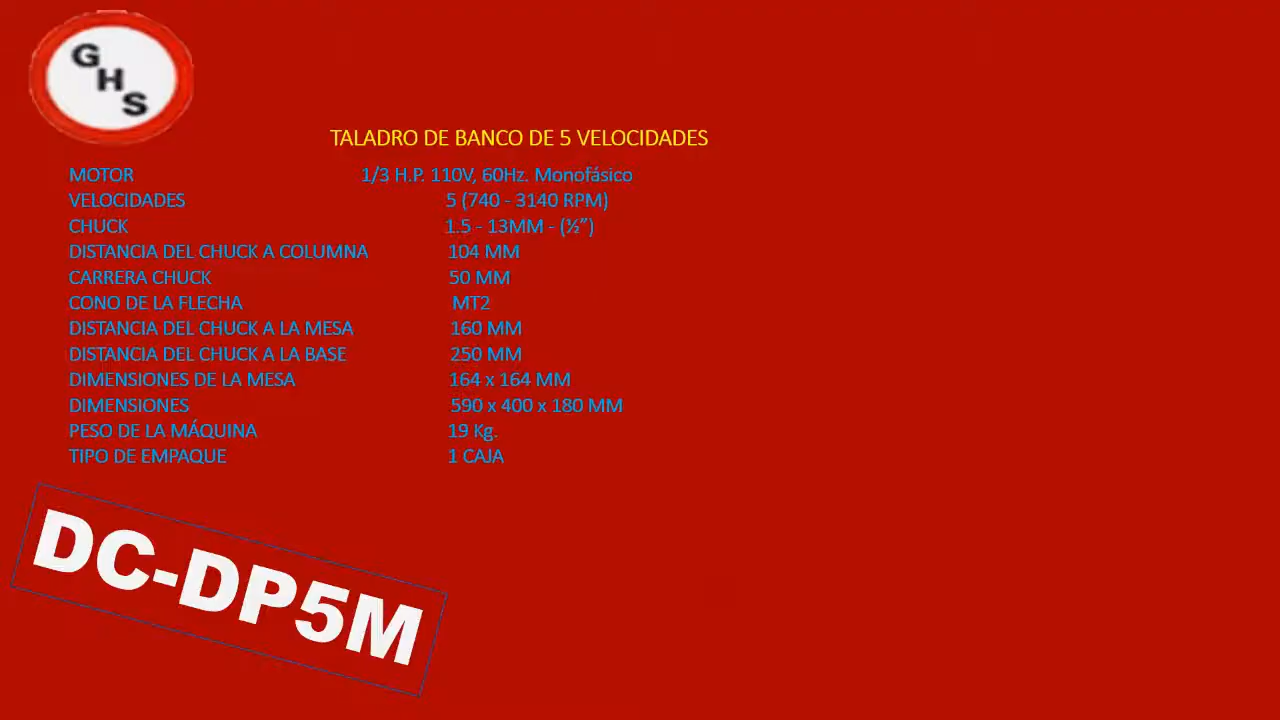 GHS
TALADRO DE BANCO DE 5 VELOCIDADES
MOTOR 1/3 H.P. 110V, 60Hz. Monofásico
VELOCIDADES 5 (740 - 3140 RPM)
CHUCK 1.5 - 13MM - (½”)
DISTANCIA DEL CHUCK A COLUMNA 104 MM
CARRERA CHUCK 50 MM
CONO DE LA FLECHA MT2
DISTANCIA DEL CHUCK A LA MESA 160 MM
DISTANCIA DEL CHUCK A LA BASE 250 MM
DIMENSIONES DE LA MESA 164 x 164 MM
DIMENSIONES 590 x 400 x 180 MM
PESO DE LA MÁQUINA 19 Kg.
TIPO DE EMPAQUE 1 CAJA
DC-DP5M